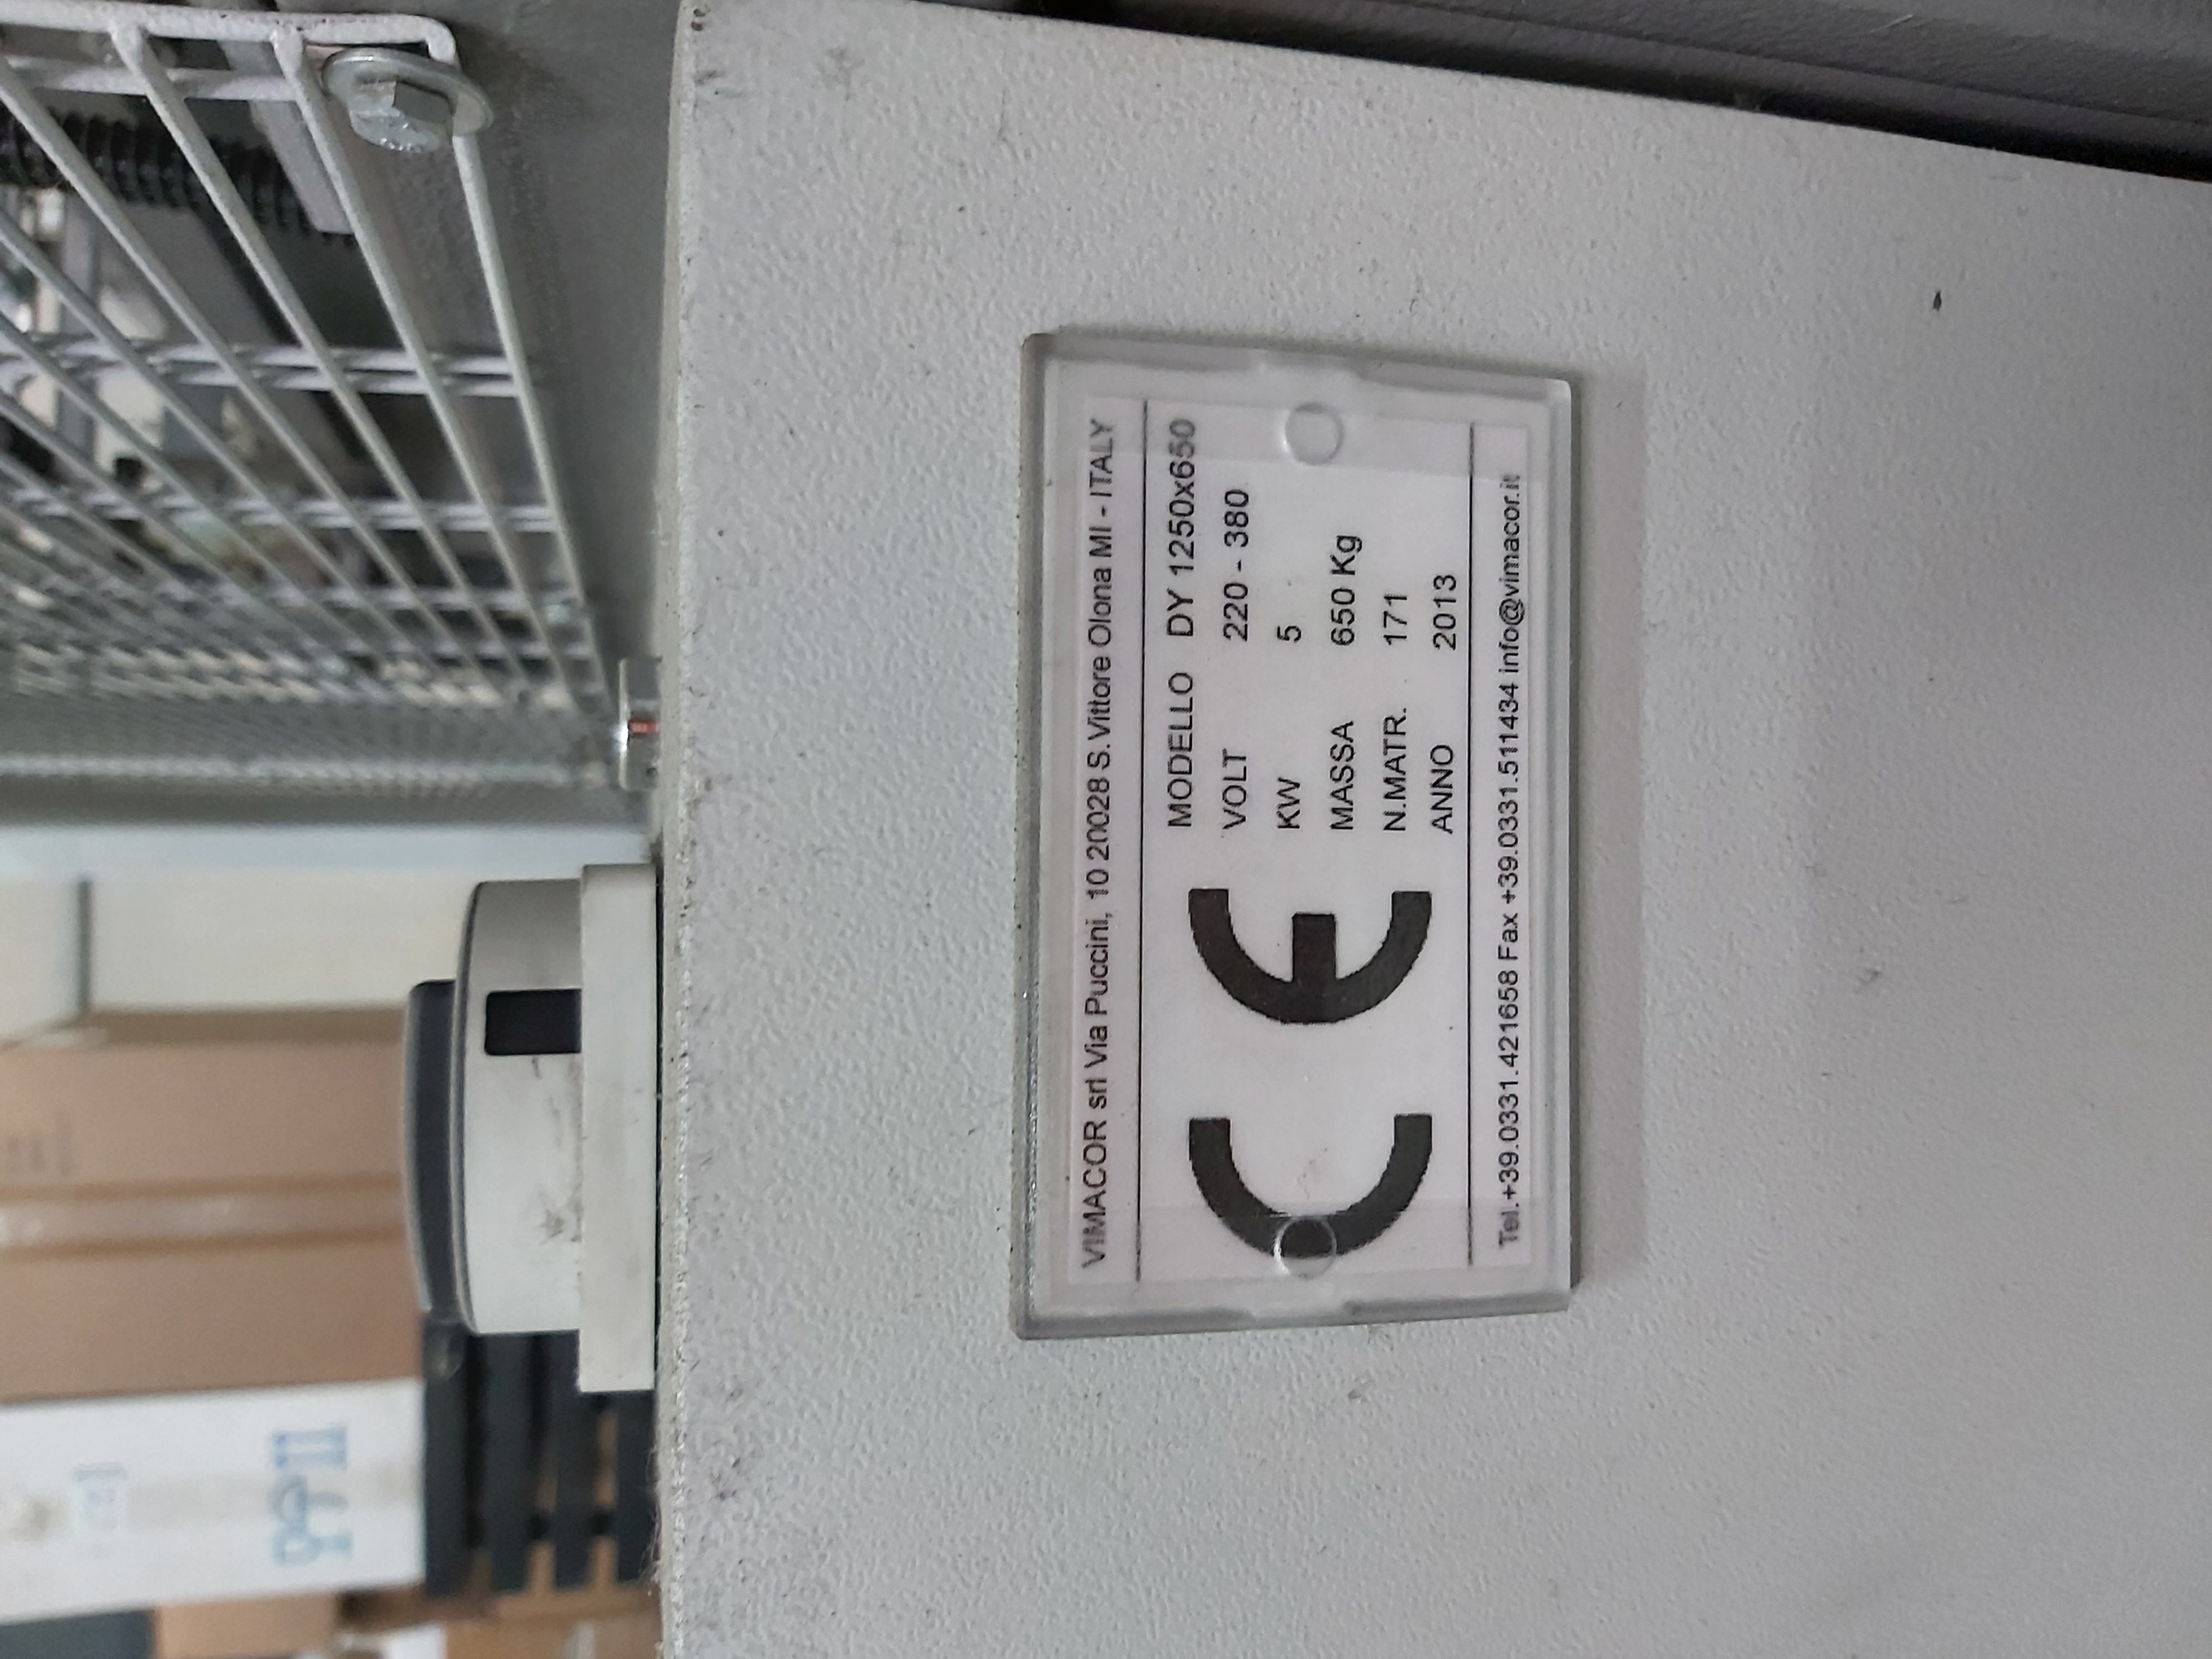 VIMACOR srl Via Puccini, 10 20028 S.Vittore Olona MI - ITALY
CE
MODELLO DY 1250x650
VOLT 220 - 380
KW 5
MASSA 650 Kg
N.MATR. 171
ANNO 2013
Tel.+39.0331.421658 Fax +39.0331.511434 info@vimacor.it